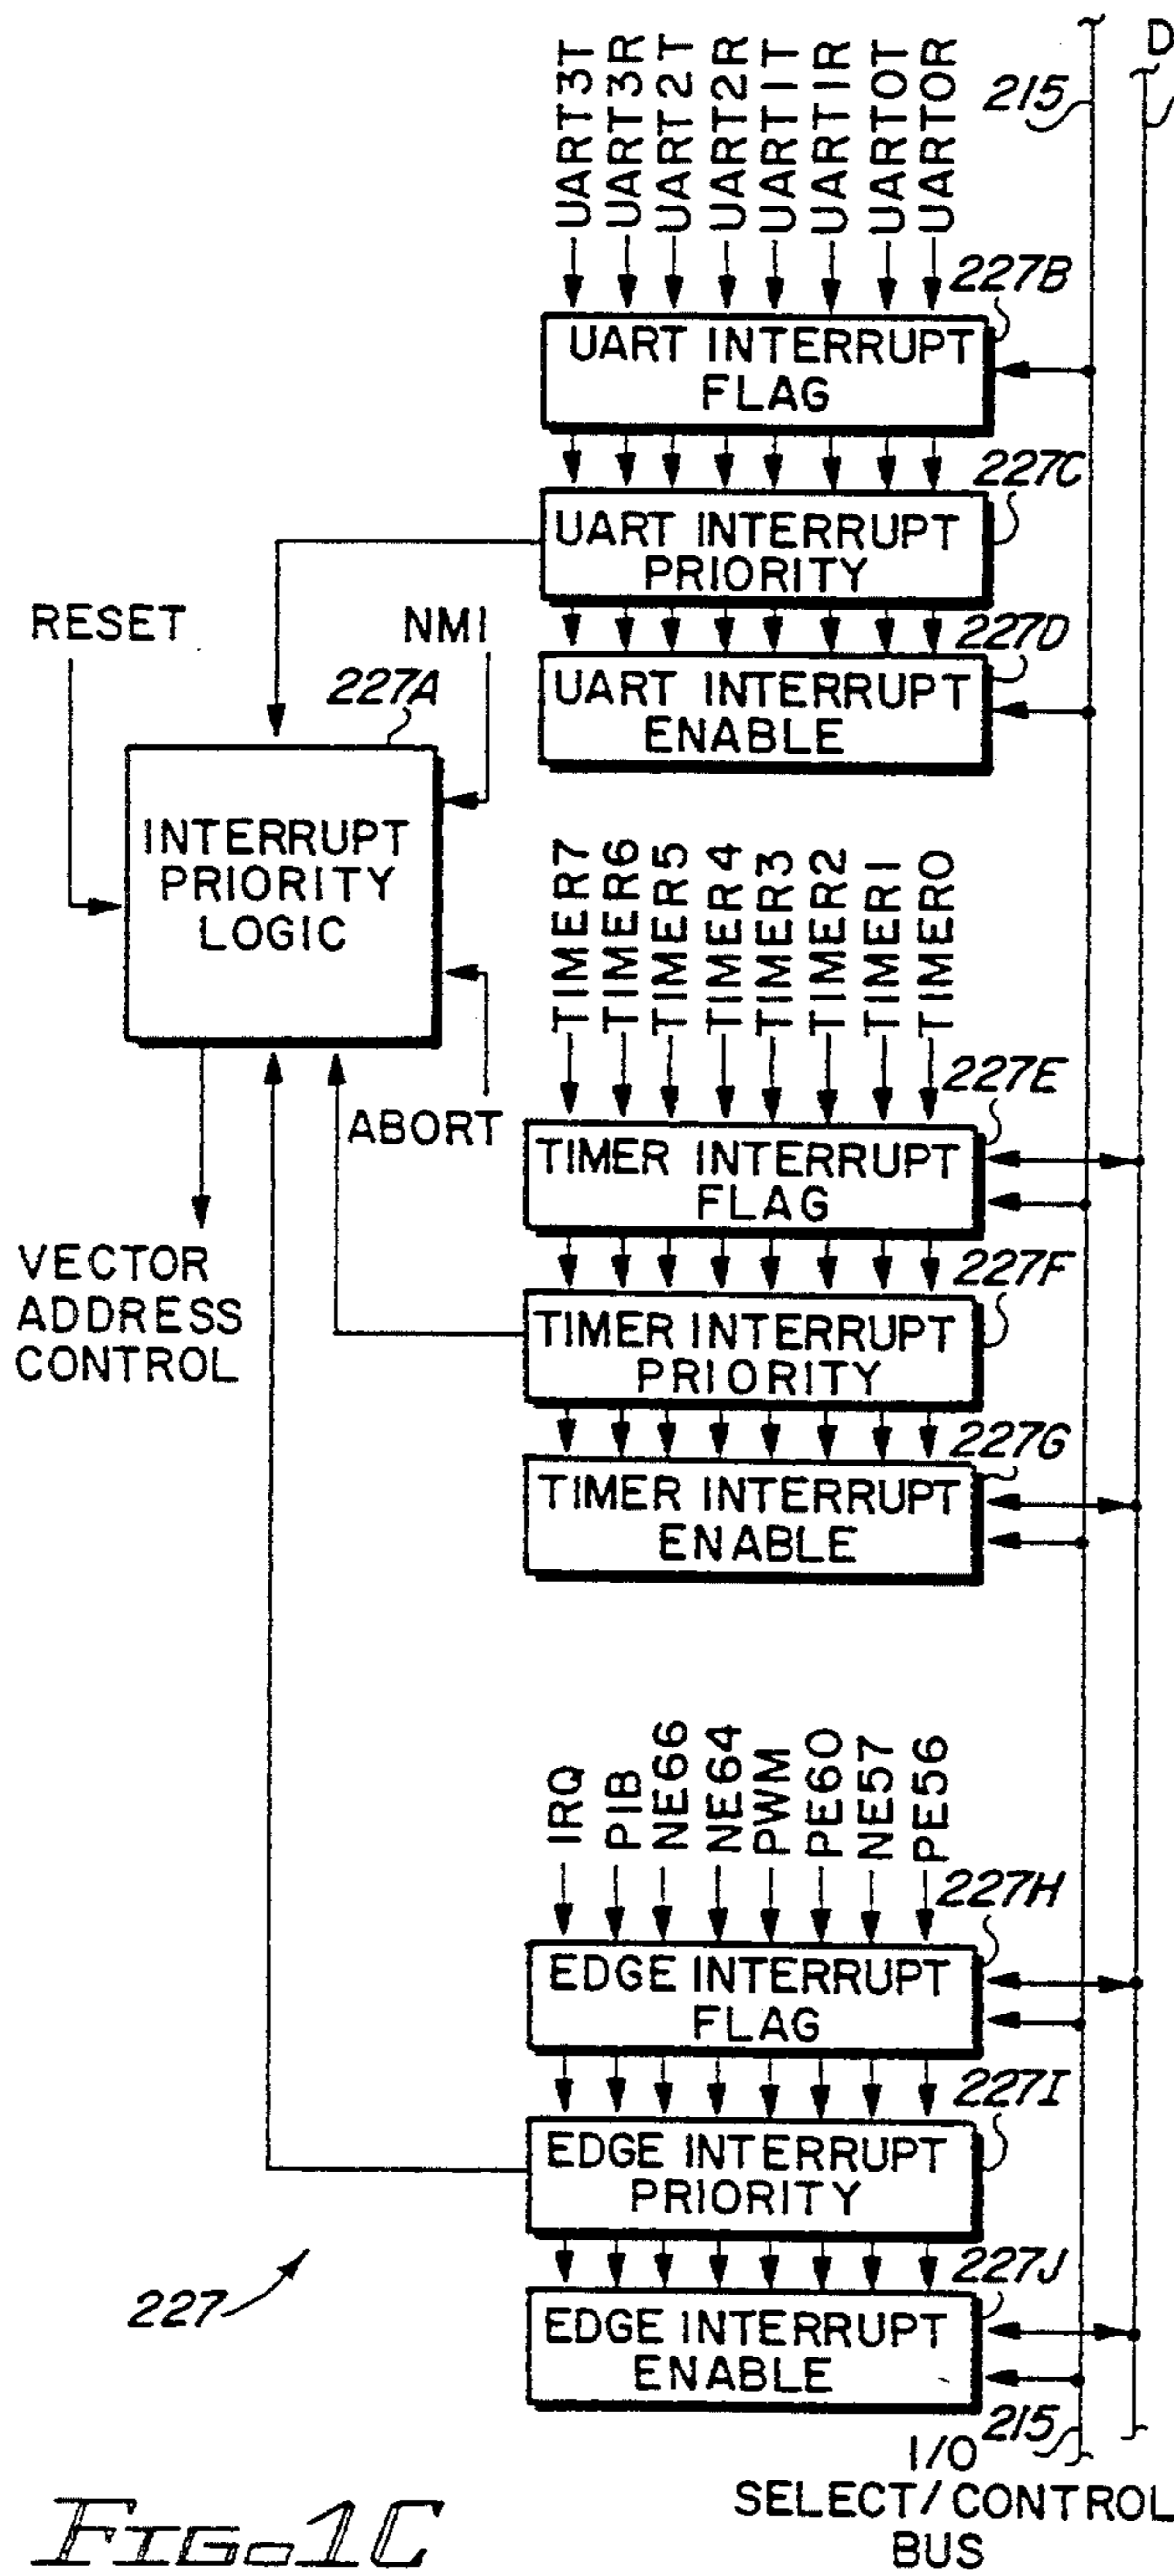 UART3T
UART3R
UART2T
UART2R
UART1T
UART1R
UART0T
UART0R
215
D
227B
UART INTERRUPT
FLAG
227C
UART INTERRUPT
PRIORITY
227D
UART INTERRUPT
ENABLE
RESET
NMI
227A
INTERRUPT
PRIORITY
LOGIC
ABORT
VECTOR
ADDRESS
CONTROL
TIMER7
TIMER6
TIMER5
TIMER4
TIMER3
TIMER2
TIMER1
TIMER0
227E
TIMER INTERRUPT
FLAG
227F
TIMER INTERRUPT
PRIORITY
227G
TIMER INTERRUPT
ENABLE
IRQ
PIB
NE66
NE64
PWM
PE60
NE57
PE56
227H
EDGE INTERRUPT
FLAG
227I
EDGE INTERRUPT
PRIORITY
227J
EDGE INTERRUPT
ENABLE
227
215
I/O
SELECT/CONTROL
BUS
FIG. 1C